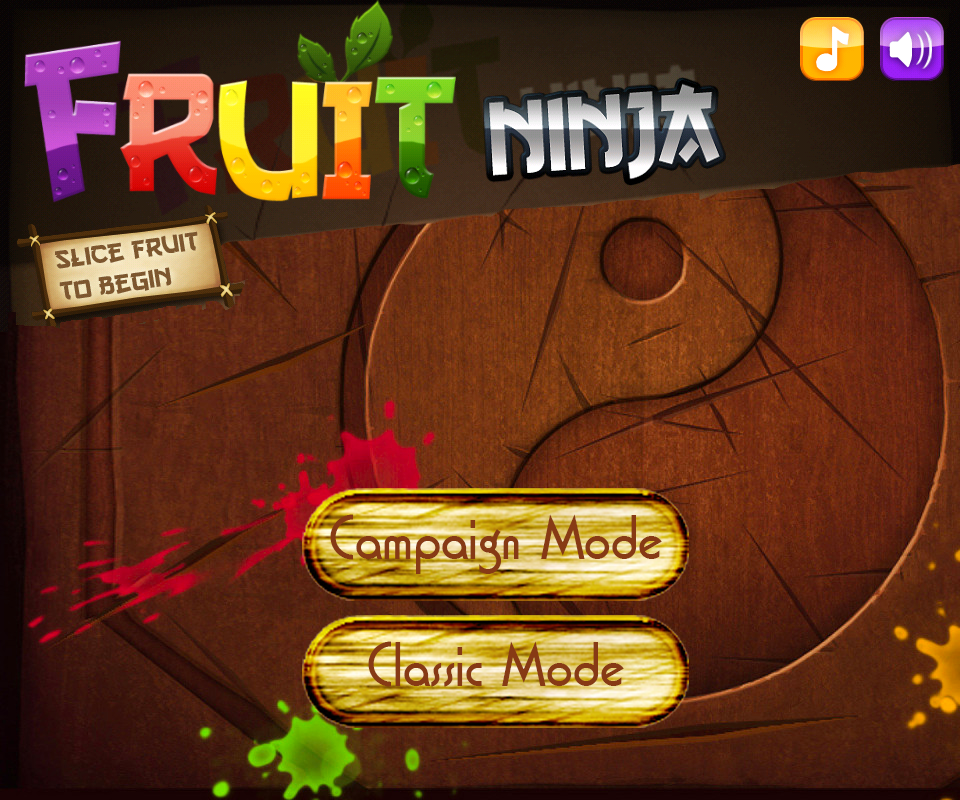 FRUIT NINJA
SLICE FRUIT
TO BEGIN
Campaign Mode
Classic Mode